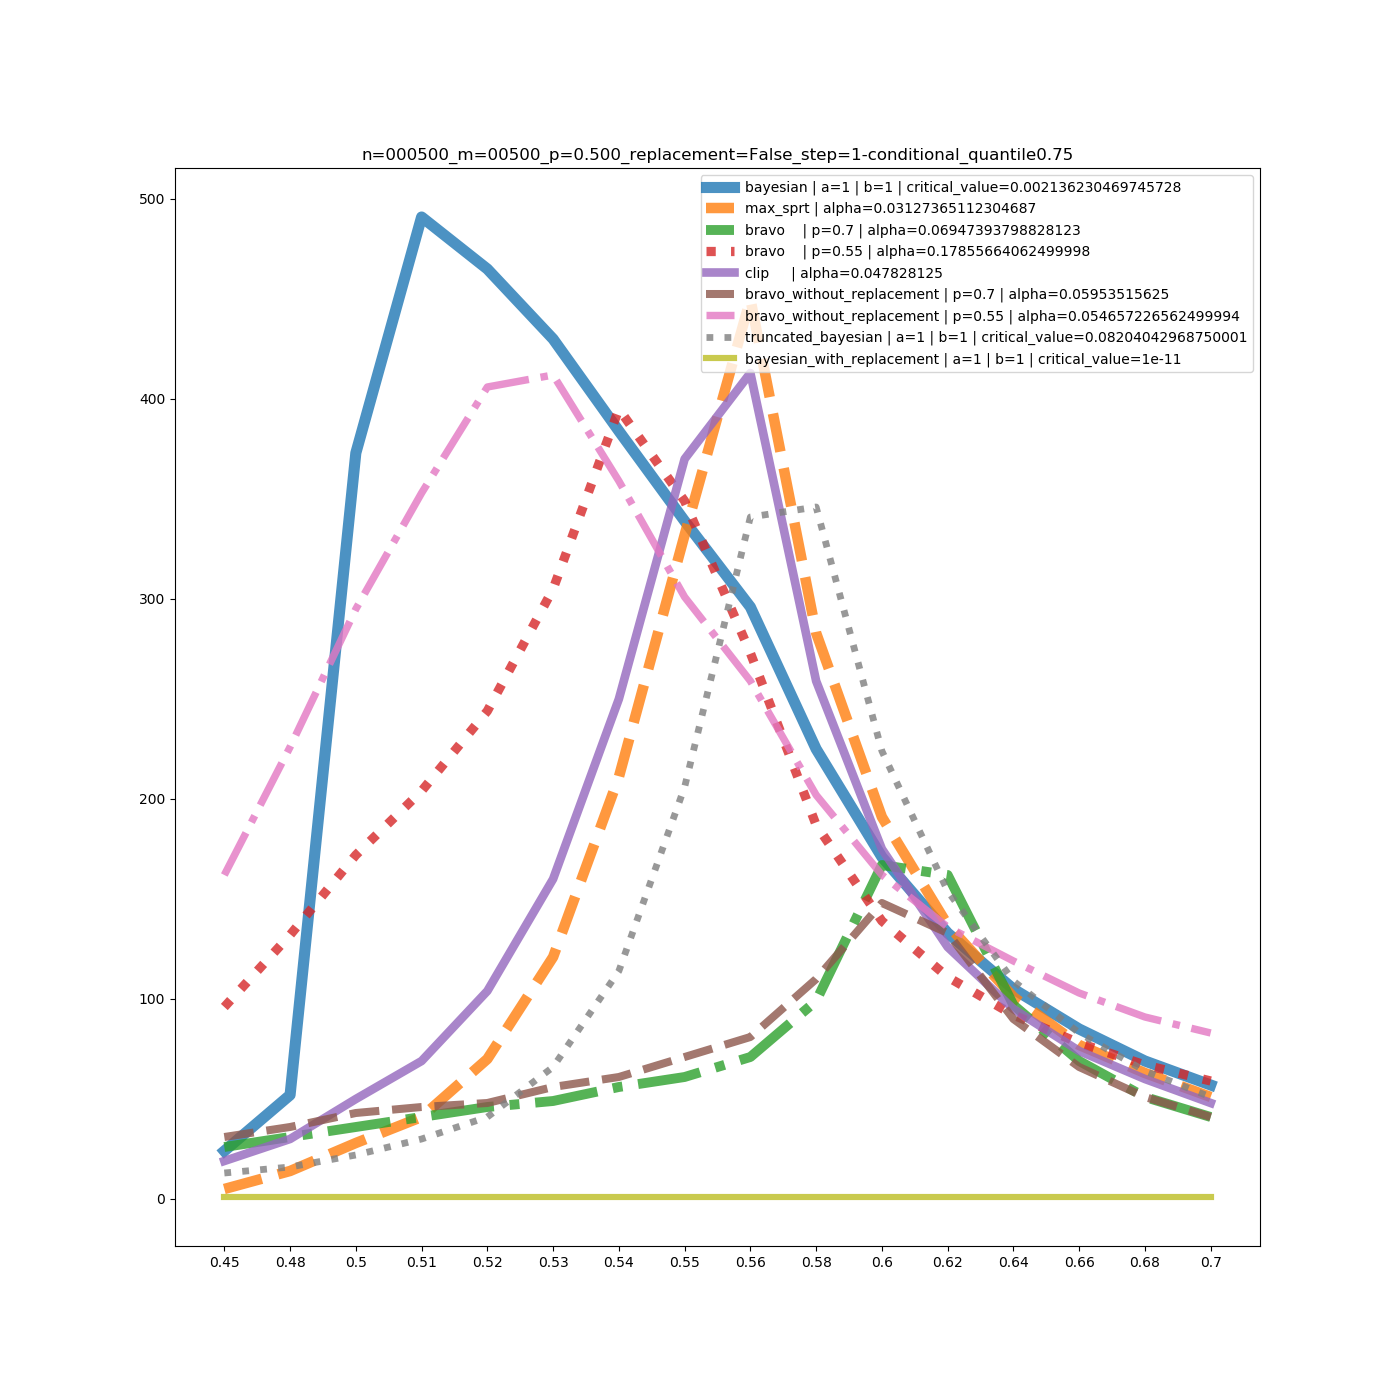 n=000500_m=00500_p=0.500_replacement=False_step=1-conditional_quantile0.75
bayesian | a=1 | b=1 | critical_value=0.002136230469745728
max_sprt | alpha=0.03127365112304687
bravo    | p=0.7 | alpha=0.06947393798828123
bravo    | p=0.55 | alpha=0.17855664062499998
clip     | alpha=0.047828125
bravo_without_replacement | p=0.7 | alpha=0.05953515625
bravo_without_replacement | p=0.55 | alpha=0.054657226562499994
truncated_bayesian | a=1 | b=1 | critical_value=0.08204042968750001
bayesian_with_replacement | a=1 | b=1 | critical_value=1e-11
500
400
300
200
100
0
0.45 0.48 0.5 0.51 0.52 0.53 0.54 0.55 0.56 0.58 0.6 0.62 0.64 0.66 0.68 0.7